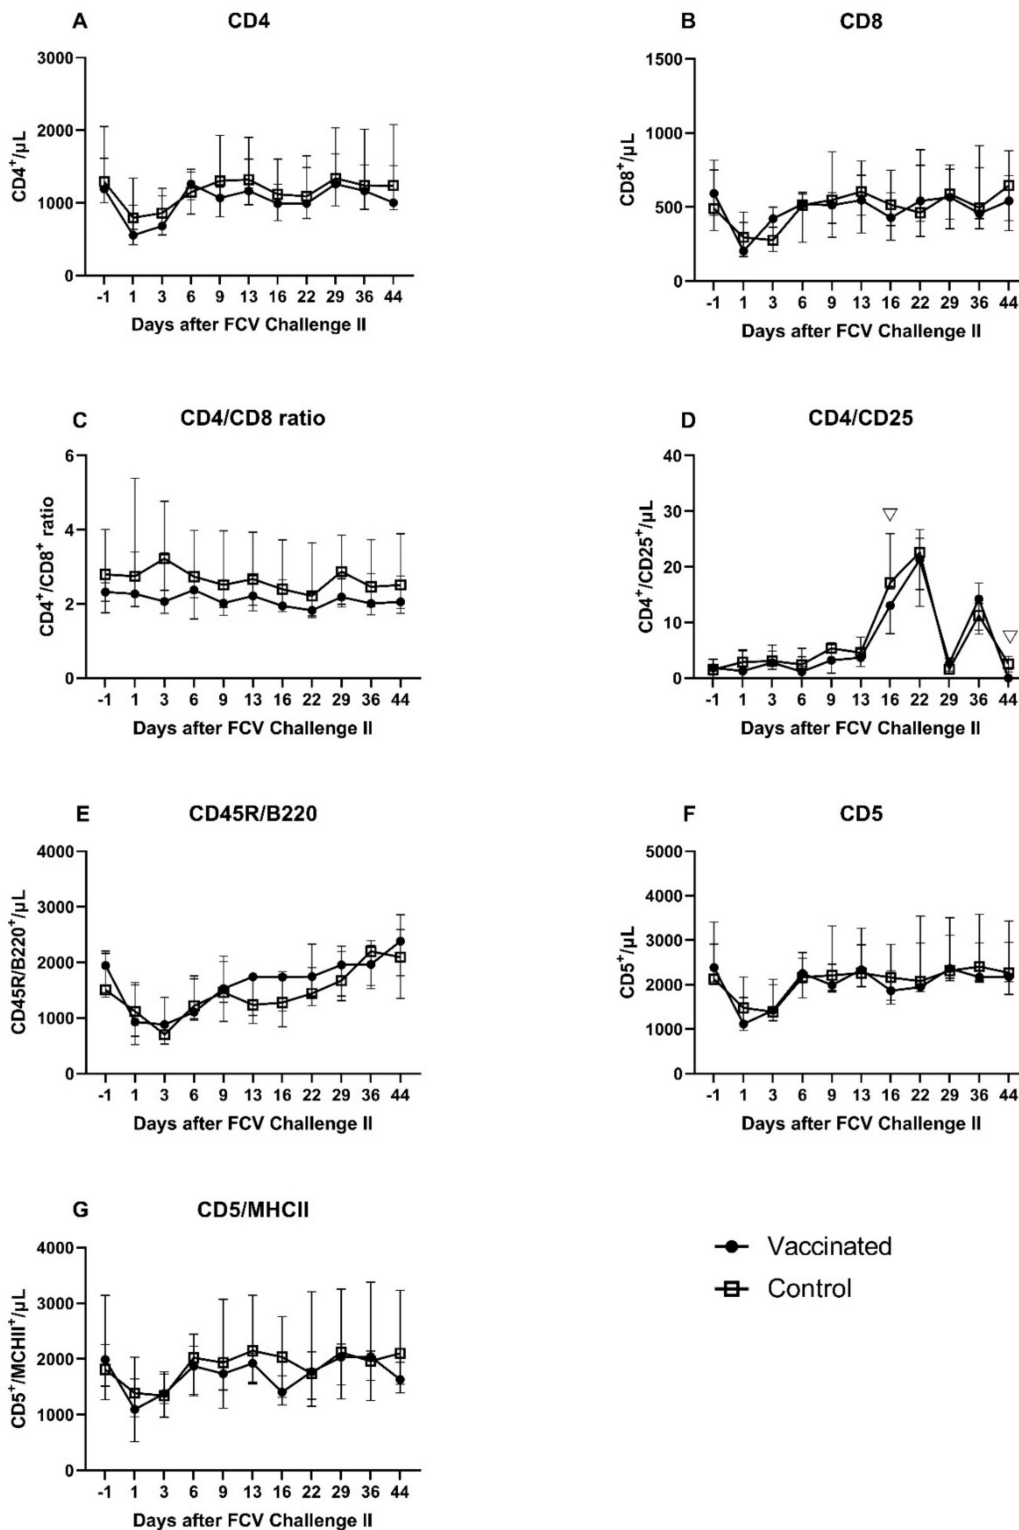 A CD4
3000
2000
1000
0
CD4⁺/µL
-1 1 3 6 9 13 16 22 29 36 44
Days after FCV Challenge II
B CD8
1500
1000
500
0
CD8⁺/µL
-1 1 3 6 9 13 16 22 29 36 44
Days after FCV Challenge II
C CD4/CD8 ratio
6
4
2
0
CD4⁺/CD8⁺ ratio
-1 1 3 6 9 13 16 22 29 36 44
Days after FCV Challenge II
D CD4/CD25
40
30
20
10
0
CD4⁺/CD25⁺/µL
-1 1 3 6 9 13 16 22 29 36 44
Days after FCV Challenge II
E CD45R/B220
4000
3000
2000
1000
0
CD45R/B220⁺/µL
-1 1 3 6 9 13 16 22 29 36 44
Days after FCV Challenge II
F CD5
5000
4000
3000
2000
1000
0
CD5⁺/µL
-1 1 3 6 9 13 16 22 29 36 44
Days after FCV Challenge II
G CD5/MHCII
4000
3000
2000
1000
0
CD5⁺/MCHII⁺/µL
-1 1 3 6 9 13 16 22 29 36 44
Days after FCV Challenge II
Vaccinated
Control